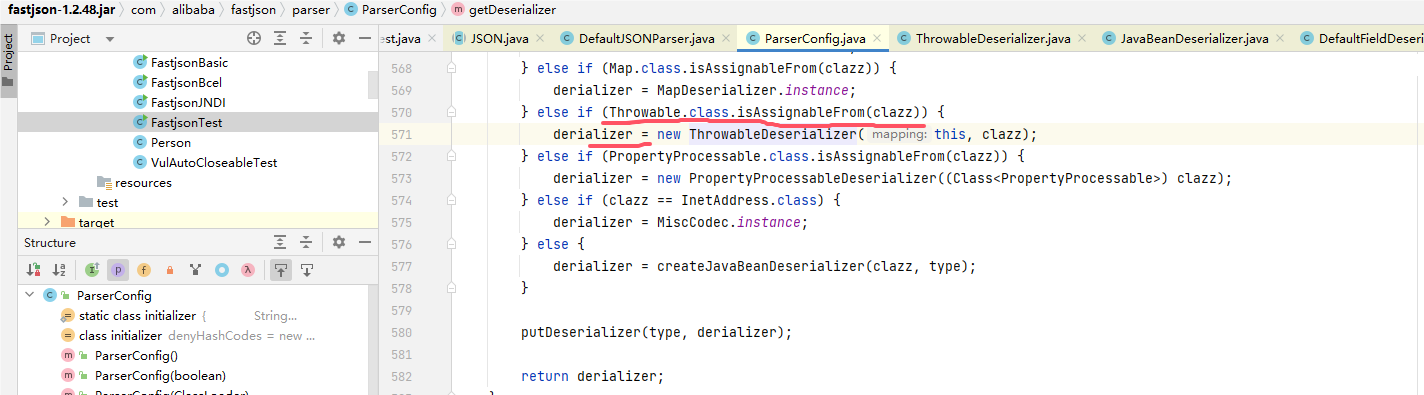 fastjson-1.2.48.jar › com › alibaba › fastjson › parser › ParserConfig › getDeserializer
Project
Project
FastjsonBasic
FastjsonBcel
FastjsonJNDI
FastjsonTest
Person
VulAutoCloseableTest
resources
test
target
Structure
ParserConfig
static class initializer { String...
class initializer denyHashCodes = new ...
ParserConfig()
ParserConfig(boolean)
ParserConfig(ClassLoader)
est.java JSON.java DefaultJSONParser.java ParserConfig.java ThrowableDeserializer.java JavaBeanDeserializer.java DefaultFieldDeseri
568 } else if (Map.class.isAssignableFrom(clazz)) {
569 derializer = MapDeserializer.instance;
570 } else if (Throwable.class.isAssignableFrom(clazz)) {
571 derializer = new ThrowableDeserializer( mapping: this, clazz);
572 } else if (PropertyProcessable.class.isAssignableFrom(clazz)) {
573 derializer = new PropertyProcessableDeserializer((Class<PropertyProcessable>) clazz);
574 } else if (clazz == InetAddress.class) {
575 derializer = MiscCodec.instance;
576 } else {
577 derializer = createJavaBeanDeserializer(clazz, type);
578 }
579
580 putDeserializer(type, derializer);
581
582 return derializer;